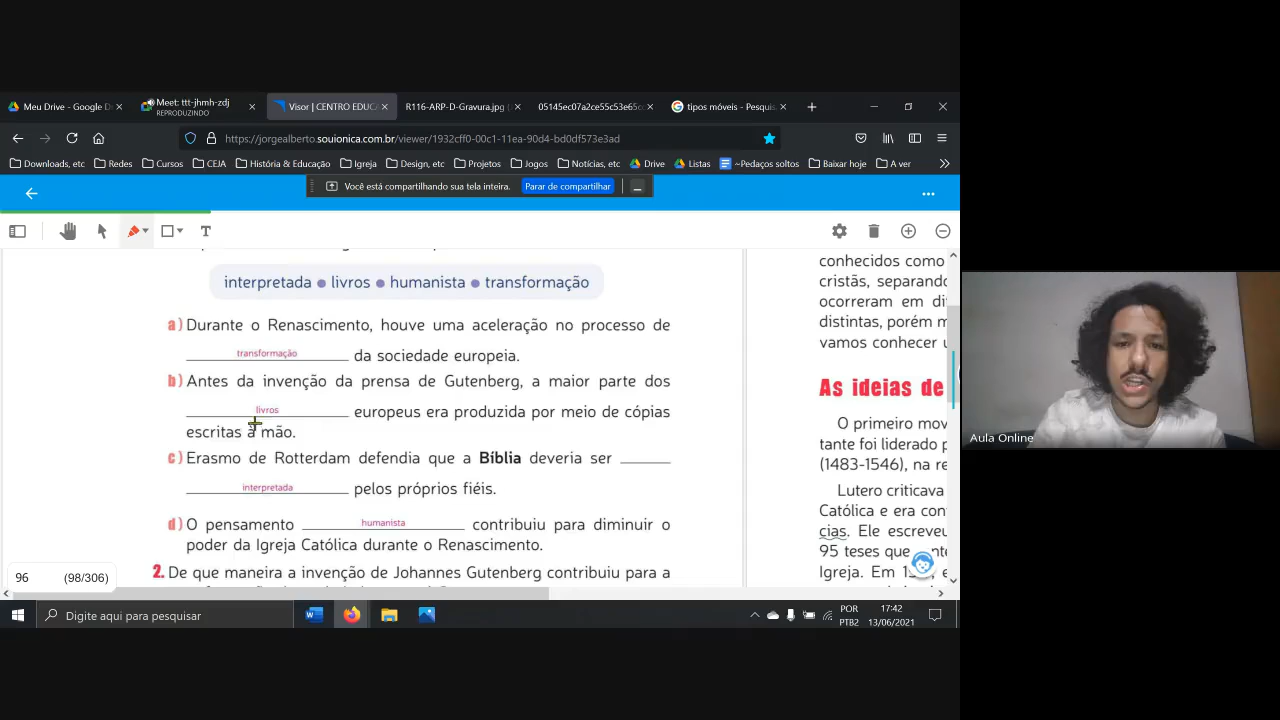 Meu Drive - Google D
Meet: ttt-jhmh-zdj
REPRODUZINDO
Visor | CENTRO EDUCA
R116-ARP-D-Gravura.jpg (
05145ec07a2ce55c53e65c
tipos móveis - Pesquis
https://jorgealberto.souionica.com.br/viewer/1932cff0-00c1-11ea-90d4-bd0df573e3ad
Downloads, etc
Redes
Cursos
CEJA
História & Educação
Igreja
Design, etc
Projetos
Jogos
Notícias, etc
Drive
Listas
~Pedaços soltos
Baixar hoje
A ver
Você está compartilhando sua tela inteira.
Parar de compartilhar
interpretada • livros • humanista • transformação
a) Durante o Renascimento, houve uma aceleração no processo de
transformação da sociedade europeia.
b) Antes da invenção da prensa de Gutenberg, a maior parte dos
livros europeus era produzida por meio de cópias
escritas à mão.
c) Erasmo de Rotterdam defendia que a Bíblia deveria ser
interpretada pelos próprios fiéis.
d) O pensamento humanista contribuiu para diminuir o
poder da Igreja Católica durante o Renascimento.
2. De que maneira a invenção de Johannes Gutenberg contribuiu para a
conhecidos como
cristãs, separando
ocorreram em di
distintas, porém m
vamos conhecer u
As ideias de
O primeiro mov
tante foi liderado p
(1483-1546), na re
Lutero criticava
Católica e era con
cias. Ele escreveu
95 teses que
Igreja. Em
96 (98/306)
Aula Online
Digite aqui para pesquisar
POR
PTB2
17:42
13/06/2021